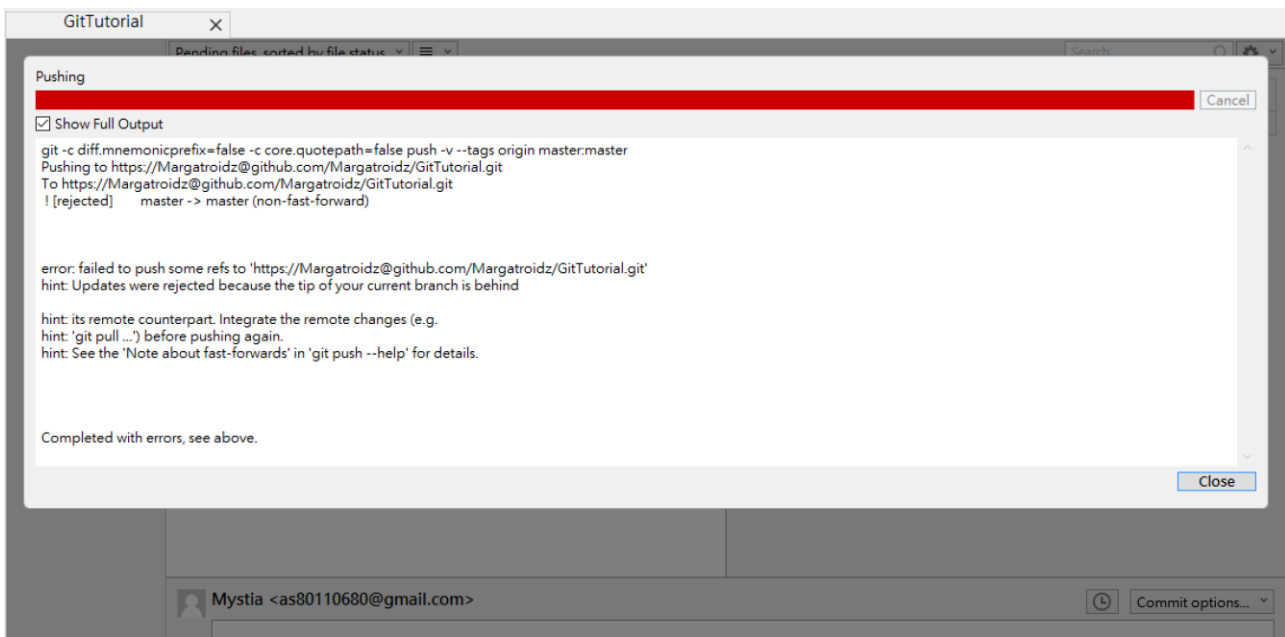 GitTutorial
Pending files, sorted by file status
Search
Pushing
Cancel
Show Full Output
git -c diff.mnemonicprefix=false -c core.quotepath=false push -v --tags origin master:master
Pushing to https://Margatroidz@github.com/Margatroidz/GitTutorial.git
To https://Margatroidz@github.com/Margatroidz/GitTutorial.git
! [rejected] master -> master (non-fast-forward)
error: failed to push some refs to 'https://Margatroidz@github.com/Margatroidz/GitTutorial.git'
hint: Updates were rejected because the tip of your current branch is behind
hint: its remote counterpart. Integrate the remote changes (e.g.
hint: 'git pull ...') before pushing again.
hint: See the 'Note about fast-forwards' in 'git push --help' for details.
Completed with errors, see above.
Close
Mystia <as80110680@gmail.com>
Commit options...